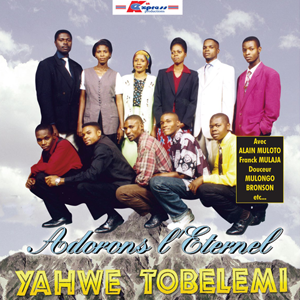 Express
Avec
ALAIN MULOTO
Franck MULAJA
Douceur
MULONGO
BRONSON
etc...
Adorons l'Eternel
YAHWE TOBELEMI